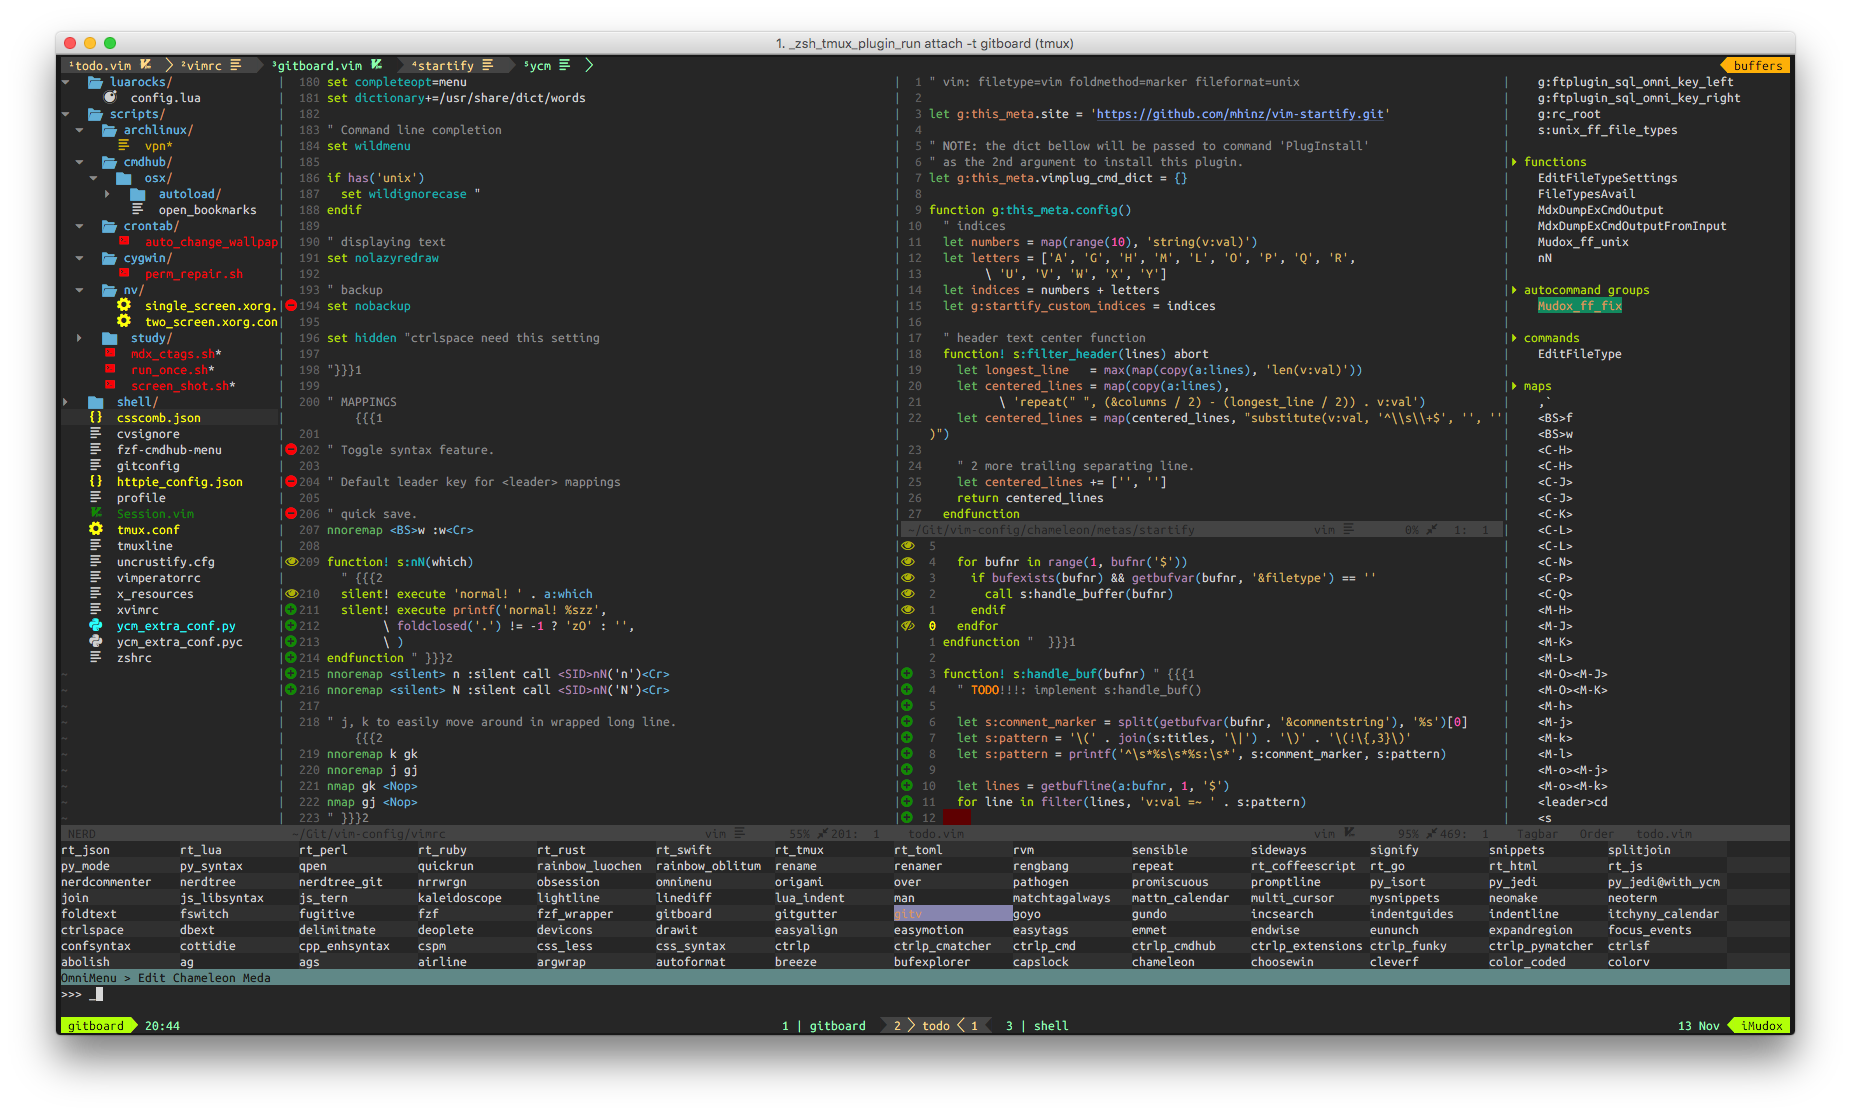 1. _zsh_tmux_plugin_run attach -t gitboard (tmux)
¹todo.vim ²vimrc ³gitboard.vim ⁴startify ⁵ycm buffers
luarocks/
config.lua
scripts/
archlinux/
vpn*
cmdhub/
osx/
autoload/
open_bookmarks
crontab/
auto_change_wallpap
cygwin/
perm_repair.sh
nv/
single_screen.xorg.
two_screen.xorg.con
study/
mdx_ctags.sh*
run_once.sh*
screen_shot.sh*
shell/
csscomb.json
cvsignore
fzf-cmdhub-menu
gitconfig
httpie_config.json
profile
Session.vim
tmux.conf
tmuxline
uncrustify.cfg
vimperatorrc
x_resources
xvimrc
ycm_extra_conf.py
ycm_extra_conf.pyc
zshrc
~
~
~
~
~
~
~
~
~
~
180 set completeopt=menu
181 set dictionary+=/usr/share/dict/words
182
183 " Command line completion
184 set wildmenu
185
186 if has('unix')
187   set wildignorecase "
188 endif
189
190 " displaying text
191 set nolazyredraw
192
193 " backup
194 set nobackup
195
196 set hidden "ctrlspace need this setting
197
198 "}}}1
199
200 " MAPPINGS
{{{1
201
202 " Toggle syntax feature.
203
204 " Default leader key for <leader> mappings
205
206 " quick save.
207 nnoremap <BS>w :w<Cr>
208
209 function! s:nN(which)
" {{{2
210   silent! execute 'normal! ' . a:which
211   silent! execute printf('normal! %szz',
212         \ foldclosed('.') != -1 ? 'zO' : '',
213         \ )
214 endfunction " }}}2
215 nnoremap <silent> n :silent call <SID>nN('n')<Cr>
216 nnoremap <silent> N :silent call <SID>nN('N')<Cr>
217
218 " j, k to easily move around in wrapped long line.
{{{2
219 nnoremap k gk
220 nnoremap j gj
221 nmap gk <Nop>
222 nmap gj <Nop>
223 " }}}2
1 " vim: filetype=vim foldmethod=marker fileformat=unix
2
3 let g:this_meta.site = 'https://github.com/mhinz/vim-startify.git'
4
5 " NOTE: the dict bellow will be passed to command 'PlugInstall'
6 " as the 2nd argument to install this plugin.
7 let g:this_meta.vimplug_cmd_dict = {}
8
9 function g:this_meta.config()
10   " indices
11   let numbers = map(range(10), 'string(v:val)')
12   let letters = ['A', 'G', 'H', 'M', 'L', 'O', 'P', 'Q', 'R',
13         \ 'U', 'V', 'W', 'X', 'Y']
14   let indices = numbers + letters
15   let g:startify_custom_indices = indices
16
17   " header text center function
18   function! s:filter_header(lines) abort
19     let longest_line   = max(map(copy(a:lines), 'len(v:val)'))
20     let centered_lines = map(copy(a:lines),
21           \ 'repeat(" ", (&columns / 2) - (longest_line / 2)) . v:val')
22     let centered_lines = map(centered_lines, "substitute(v:val, '^\\s\\+$', '', ''
)")
23
24     " 2 more trailing separating line.
25     let centered_lines += ['', '']
26     return centered_lines
27   endfunction
~/Git/vim-config/chameleon/metas/startify vim 0% 1: 1
5
4   for bufnr in range(1, bufnr('$'))
3     if bufexists(bufnr) && getbufvar(bufnr, '&filetype') == ''
2       call s:handle_buffer(bufnr)
1     endif
0   endfor
1 endfunction "  }}}1
2
3 function! s:handle_buf(bufnr) " {{{1
4   " TODO!!!: implement s:handle_buf()
5
6   let s:comment_marker = split(getbufvar(bufnr, '&commentstring'), '%s')[0]
7   let s:pattern = '\(' . join(s:titles, '\|') . '\)' . '\(!\{,3}\)'
8   let s:pattern = printf('^\s*%s\s*%s:\s*', s:comment_marker, s:pattern)
9
10   let lines = getbufline(a:bufnr, 1, '$')
11   for line in filter(lines, 'v:val =~ ' . s:pattern)
12
g:ftplugin_sql_omni_key_left
g:ftplugin_sql_omni_key_right
g:rc_root
s:unix_ff_file_types
functions
EditFileTypeSettings
FileTypesAvail
MdxDumpExCmdOutput
MdxDumpExCmdOutputFromInput
Mudox_ff_unix
nN
autocommand groups
Mudox_ff_fix
commands
EditFileType
maps
,`
<BS>f
<BS>w
<C-H>
<C-H>
<C-J>
<C-J>
<C-K>
<C-L>
<C-L>
<C-N>
<C-P>
<C-Q>
<M-H>
<M-J>
<M-K>
<M-L>
<M-O><M-J>
<M-O><M-K>
<M-h>
<M-j>
<M-k>
<M-l>
<M-o><M-j>
<M-o><M-k>
<leader>cd
<s
NERD ~/Git/vim-config/vimrc vim 55% 201: 1 todo.vim vim 95% 469: 1 Tagbar Order todo.vim
rt_json rt_lua rt_perl rt_ruby rt_rust rt_swift rt_tmux rt_toml rvm sensible sideways signify snippets splitjoin
py_mode py_syntax qpen quickrun rainbow_luochen rainbow_oblitum rename renamer rengbang repeat rt_coffeescript rt_go rt_html rt_js
nerdcommenter nerdtree nerdtree_git nrrwrgn obsession omnimenu origami over pathogen promiscuous promptline py_isort py_jedi py_jedi@with_ycm
join js_libsyntax js_tern kaleidoscope lightline linediff lua_indent man matchtagalways mattn_calendar multi_cursor mysnippets neomake neoterm
foldtext fswitch fugitive fzf fzf_wrapper gitboard gitgutter gitv goyo gundo incsearch indentguides indentline itchyny_calendar
ctrlspace dbext delimitmate deoplete devicons drawit easyalign easymotion easytags emmet endwise eununch expandregion focus_events
confsyntax cottidie cpp_enhsyntax cspm css_less css_syntax ctrlp ctrlp_cmatcher ctrlp_cmd ctrlp_cmdhub ctrlp_extensions ctrlp_funky ctrlp_pymatcher ctrlsf
abolish ag ags airline argwrap autoformat breeze bufexplorer capslock chameleon choosewin cleverf color_coded colorv
OmniMenu > Edit Chameleon Meda
>>> _
gitboard 20:44 1 | gitboard 2 todo 1 3 | shell 13 Nov iMudox